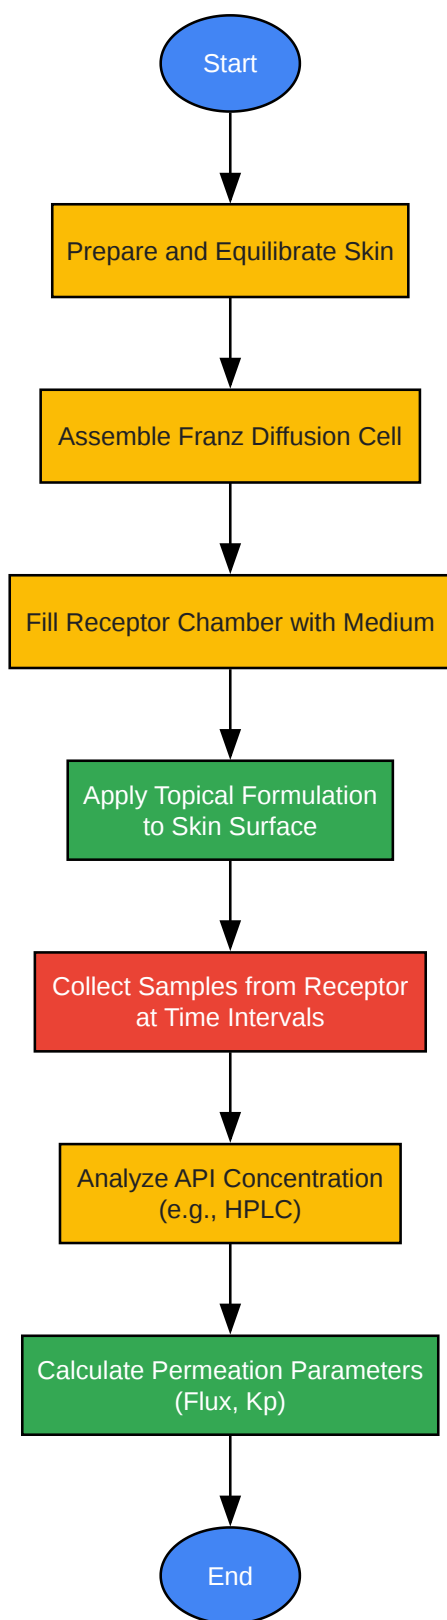 Start
Prepare and Equilibrate Skin
Assemble Franz Diffusion Cell
Fill Receptor Chamber with Medium
Apply Topical Formulation
to Skin Surface
Collect Samples from Receptor
at Time Intervals
Analyze API Concentration
(e.g., HPLC)
Calculate Permeation Parameters
(Flux, Kp)
End